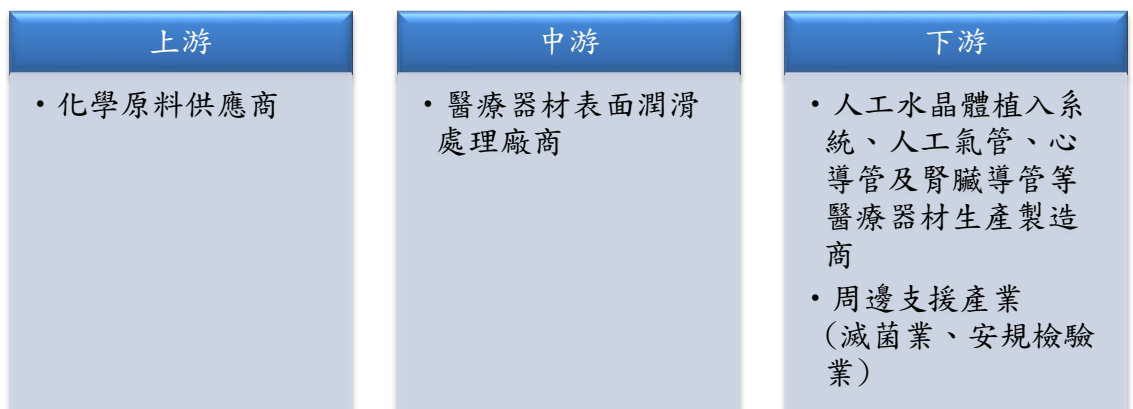 上游
・化學原料供應商
中游
・醫療器材表面潤滑
處理廠商
下游
・人工水晶體植入系
統、人工氣管、心
導管及腎臟導管等
醫療器材生產製造
商
・周邊支援產業
(滅菌業、安規檢驗
業)